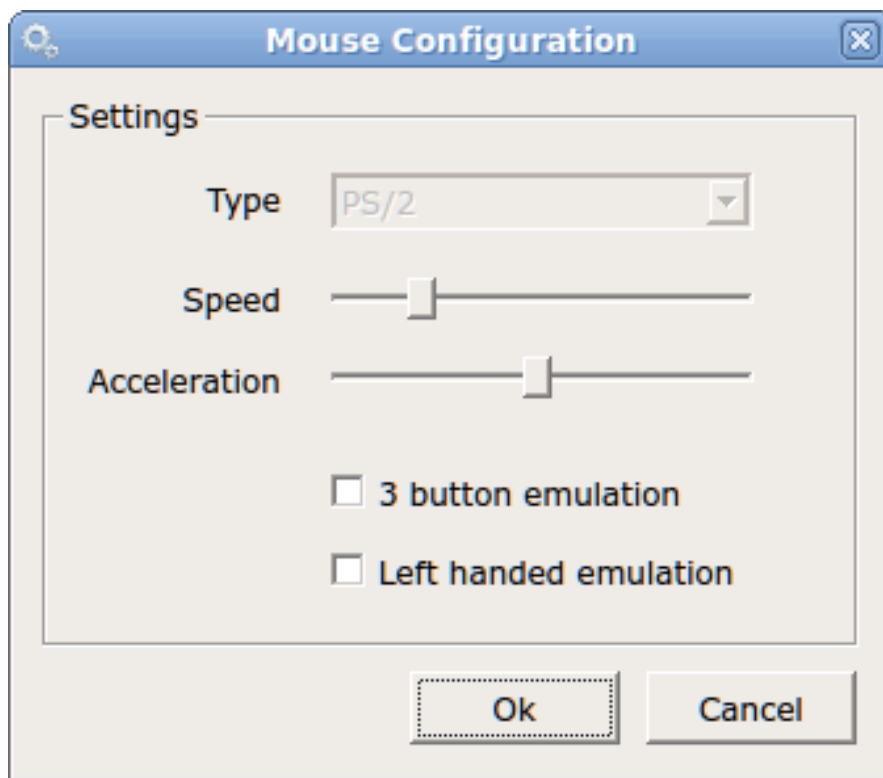 Mouse Configuration
Settings
Type PS/2
Speed
Acceleration
3 button emulation
Left handed emulation
Ok Cancel